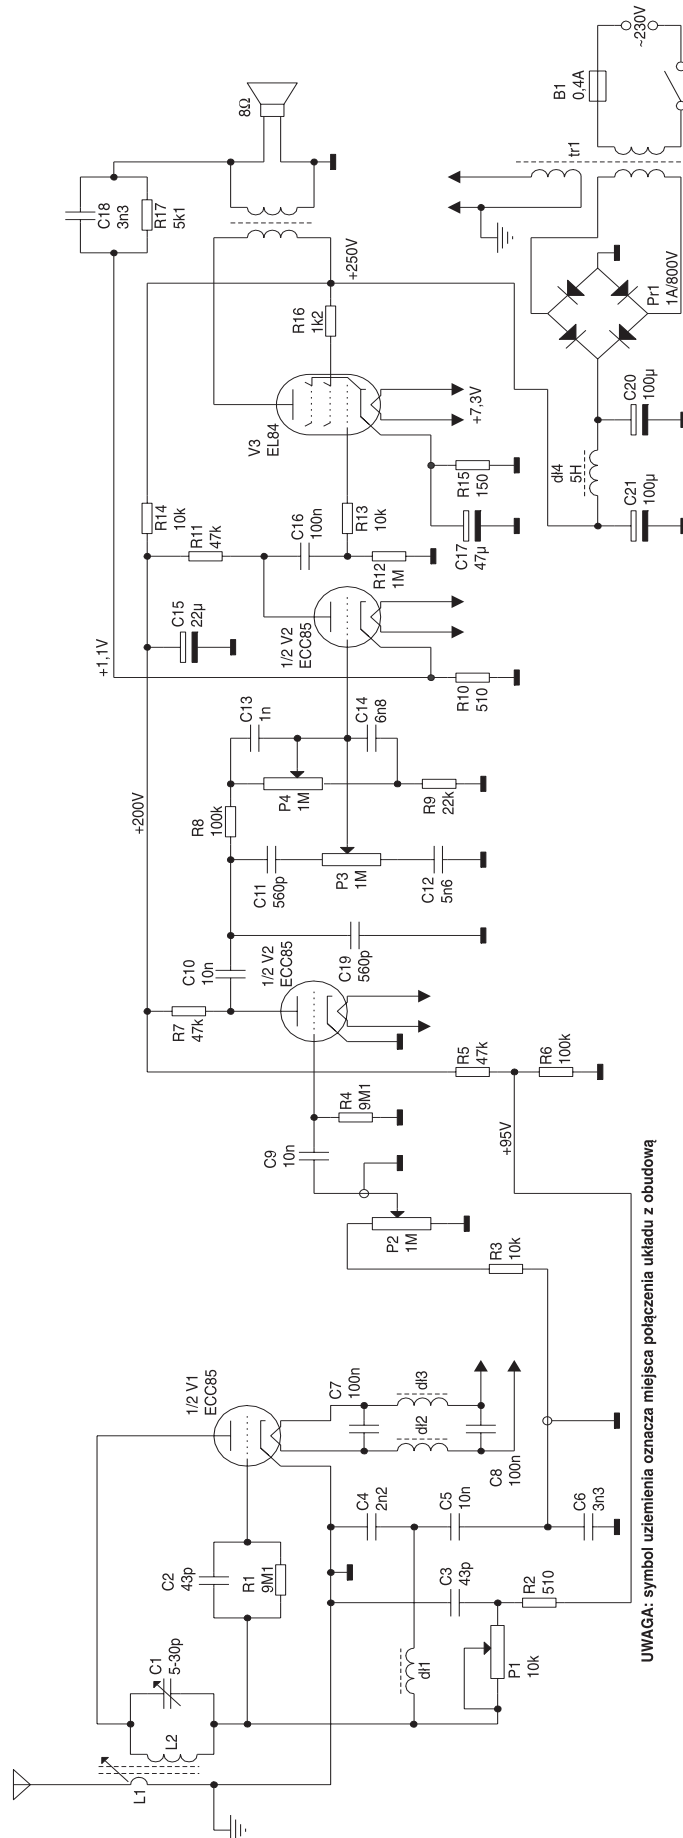 L1
L2
C1
5-30p
C2
43p
R1
9M1
1/2 V1
ECC85
dł1
P1
10k
C3
43p
R2
510
C4
2n2
C5
10n
C6
3n3
C7
100n
dł2
dł3
C8
100n
R3
10k
P2
1M
C9
10n
R4
9M1
+95V
R5
47k
R6
100k
R7
47k
C10
10n
1/2 V2
ECC85
C19
560p
+200V
C11
560p
P3
1M
C12
5n6
R8
100k
P4
1M
C13
1n
C14
6n8
R9
22k
+1,1V
C15
22µ
1/2 V2
ECC85
R10
510
R14
10k
R11
47k
C16
100n
R12
1M
R13
10k
C17
47µ
R15
150
V3
EL84
+7,3V
R16
1k2
+250V
C18
3n3
R17
5k1
8Ω
dł4
5H
C21
100µ
C20
100µ
Pr1
1A/800V
tr1
B1
0,4A
~230V
UWAGA: symbol uziemienia oznacza miejsca połączenia układu z obudową